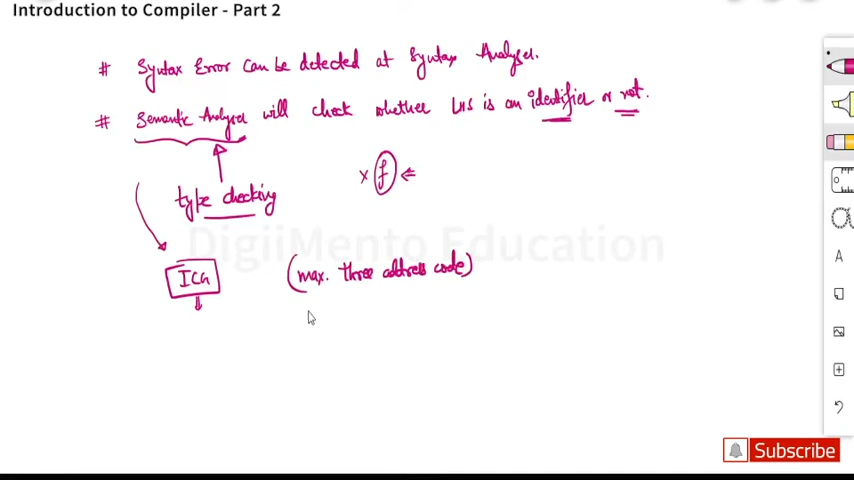 Introduction to Compiler - Part 2
# Syntax Error can be detected at Syntax Analyser.
# Semantic Analyser will check whether LHS is an identifier or not.
x f
type checking
DigiiMento Education
ICG (max. three address code)
A
Subscribe